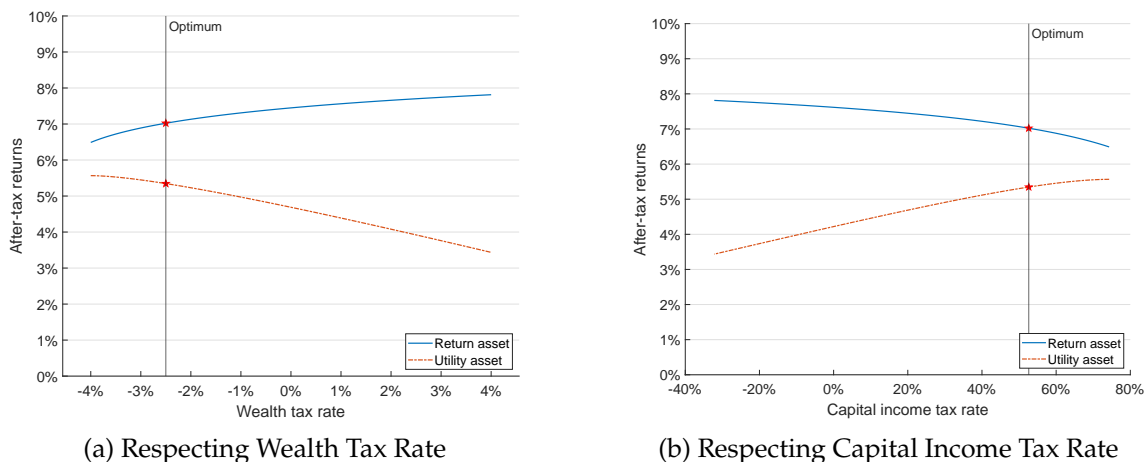 10%
9%
8%
7%
6%
5%
4%
3%
2%
1%
0%
After-tax returns
Optimum
Return asset
Utility asset
-4% -3% -2% -1% 0% 1% 2% 3% 4%
Wealth tax rate
(a) Respecting Wealth Tax Rate
10%
9%
8%
7%
6%
5%
4%
3%
2%
1%
0%
After-tax returns
Optimum
Return asset
Utility asset
-40% -20% 0% 20% 40% 60% 80%
Capital income tax rate
(b) Respecting Capital Income Tax Rate